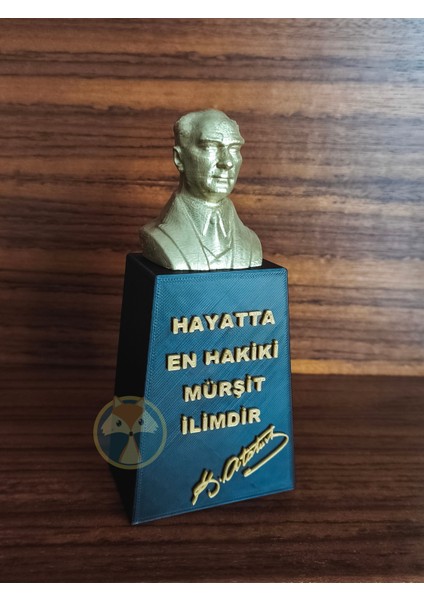 HAYATTA
EN HAKİKİ
MÜRŞİT
İLİMDİR
K. Atatürk